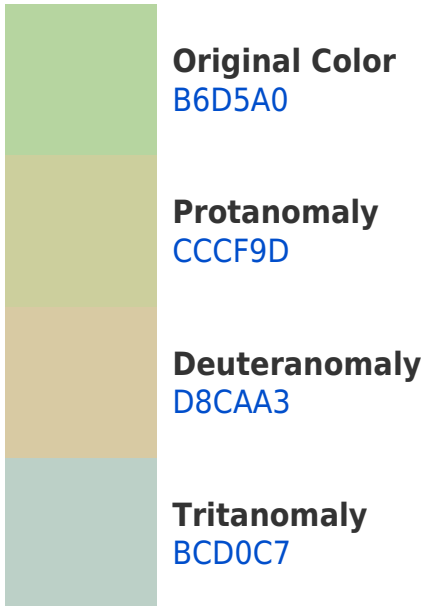 Original Color
B6D5A0
Protanomaly
CCCF9D
Deuteranomaly
D8CAA3
Tritanomaly
BCD0C7